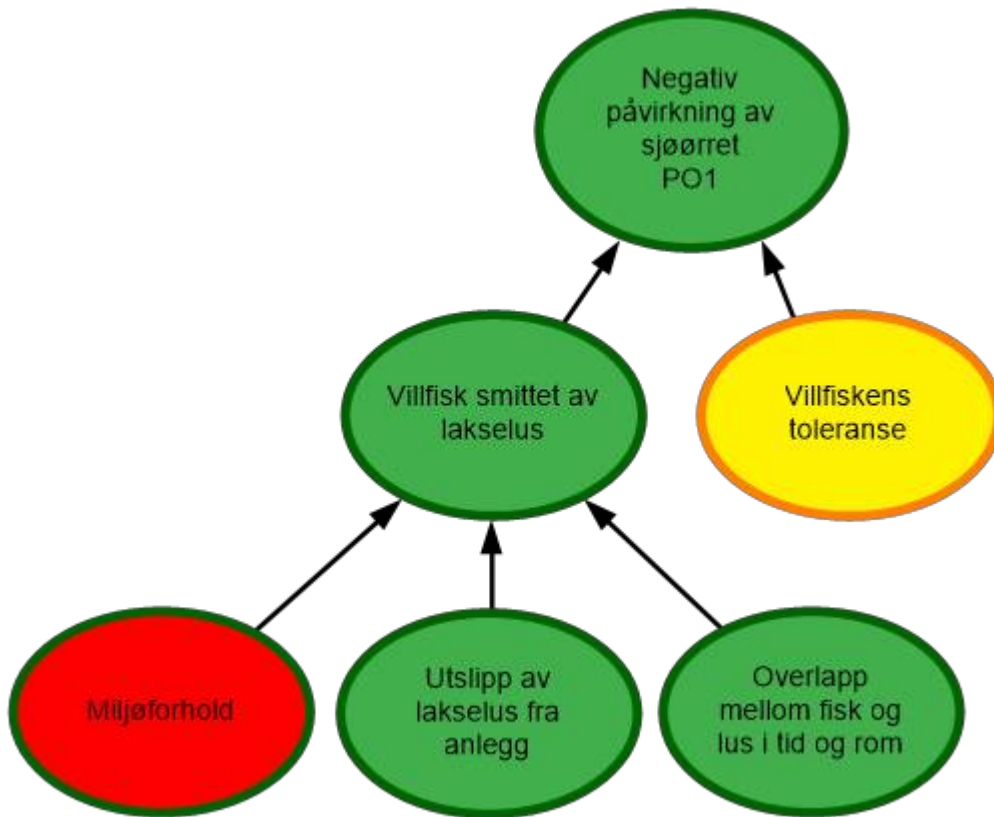 Negativ
påvirkning av
sjøørret
PO1
Villfisk smittet av
lakselus
Villfiskens
toleranse
Miljøforhold
Utslipp av
lakselus fra
anlegg
Overlapp
mellom fisk og
lus i tid og rom